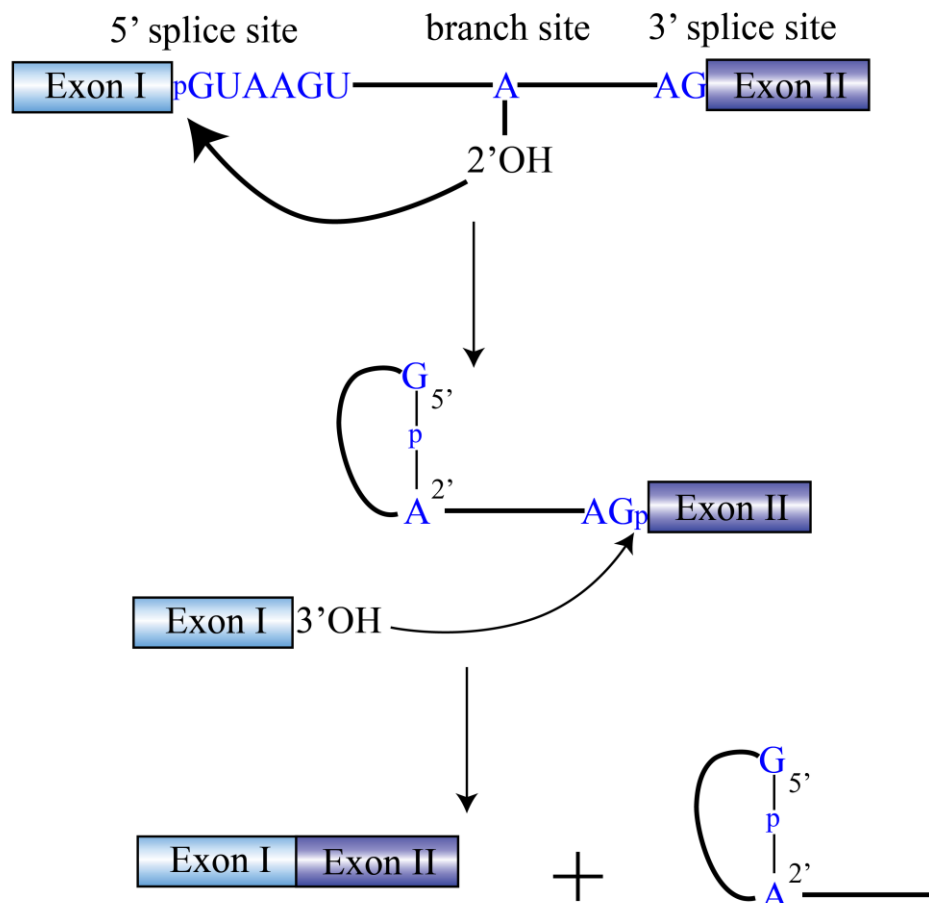 5’ splice site branch site 3’ splice site
Exon I pGUAAGU A AG Exon II
2’OH
G
5’
p
2’
A AGp Exon II
Exon I 3’OH
G
5’
p
2’
Exon I Exon II + A